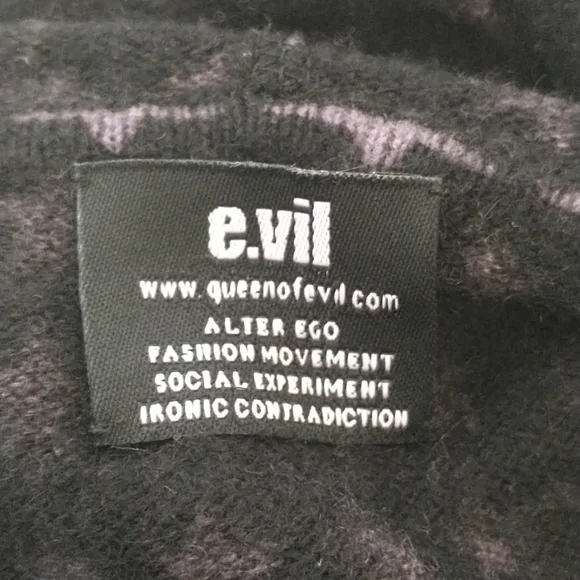 e.vil
www.queenofevil.com
ALTER EGO
FASHION MOVEMENT
SOCIAL EXPERIMENT
IRONIC CONTRADICTION